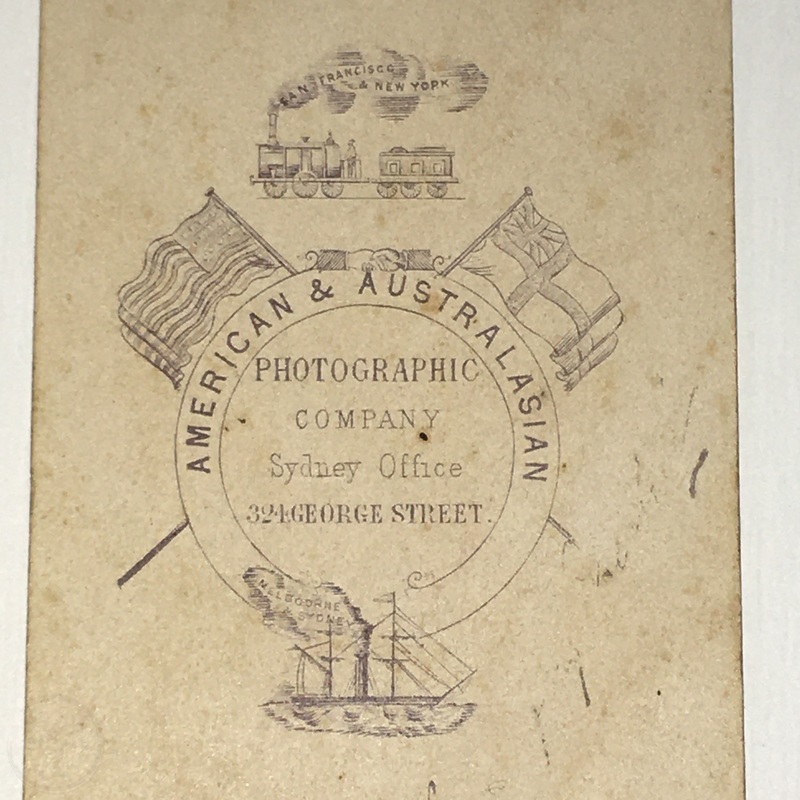 SAN FRANCISCO
& NEW YORK
AMERICAN & AUSTRALASIAN
PHOTOGRAPHIC
COMPANY
Sydney Office
324 GEORGE STREET.
MELBOURNE
& SYDNEY